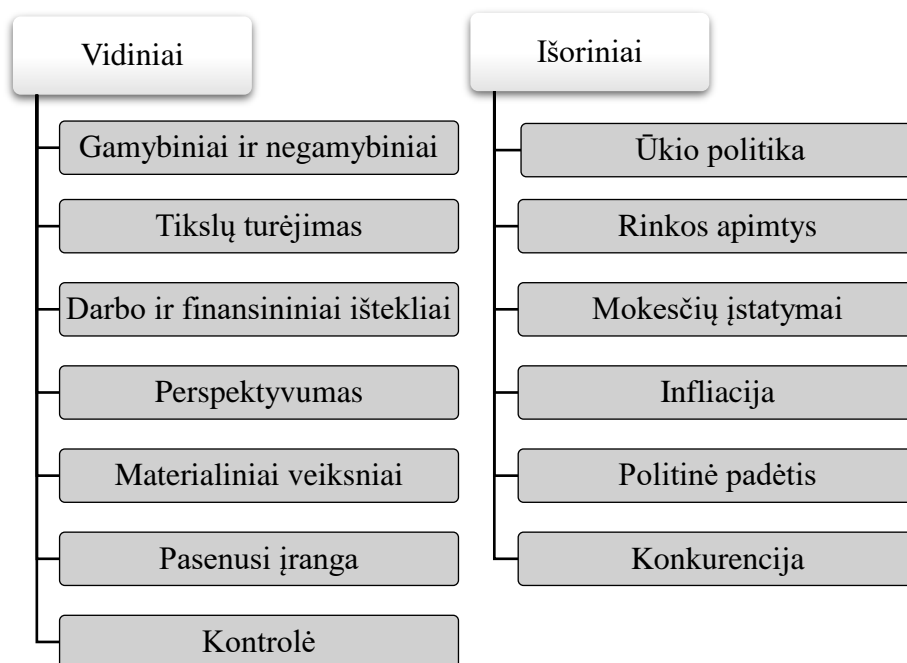 Vidiniai
Gamybiniai ir negamybiniai
Tikslų turėjimas
Darbo ir finansininiai ištekliai
Perspektyvumas
Materialiniai veiksniai
Pasenusi įranga
Kontrolė
Išoriniai
Ūkio politika
Rinkos apimtys
Mokesčių įstatymai
Infliacija
Politinė padėtis
Konkurencija